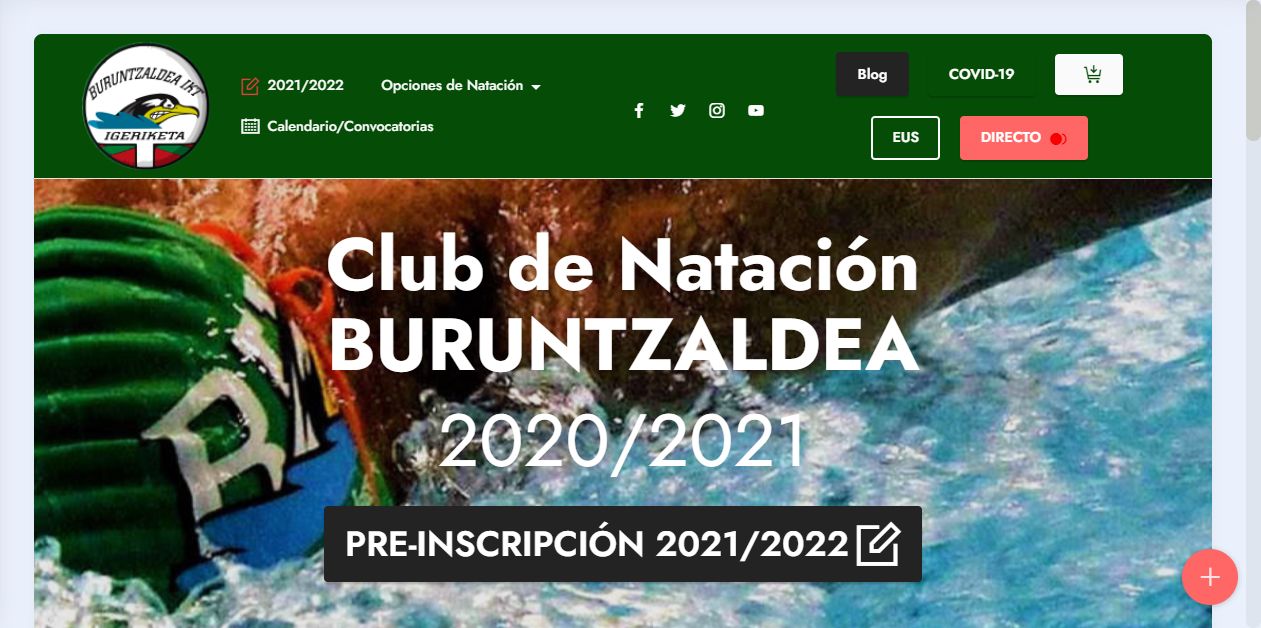 BURUNTZALDEA IKT
IGERIKETA
2021/2022
Opciones de Natación
Calendario/Convocatorias
Blog
COVID-19
EUS
DIRECTO
Club de Natación
BURUNTZALDEA
2020/2021
PRE-INSCRIPCIÓN 2021/2022